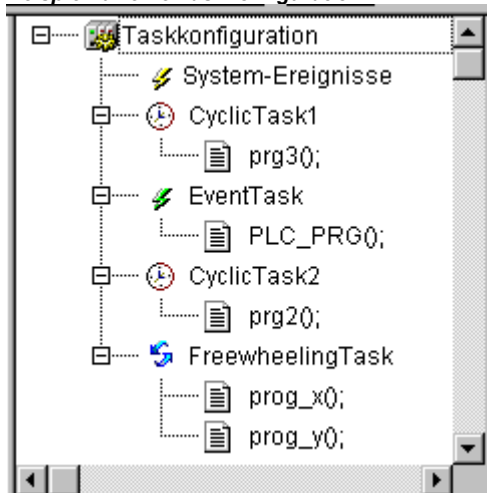 Taskkonfiguration
System-Ereignisse
CyclicTask1
prg3();
EventTask
PLC_PRG();
CyclicTask2
prg2();
FreewheelingTask
prog_x();
prog_y();